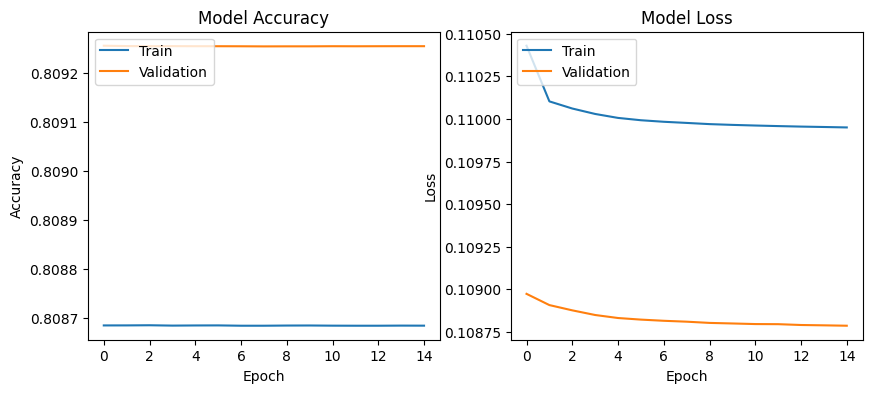 Model Accuracy
Train
Validation
0.8092
0.8091
0.8090
0.8089
0.8088
0.8087
Accuracy
0 2 4 6 8 10 12 14
Epoch
Model Loss
Train
Validation
0.11050
0.11025
0.11000
0.10975
0.10950
0.10925
0.10900
0.10875
Loss
0 2 4 6 8 10 12 14
Epoch